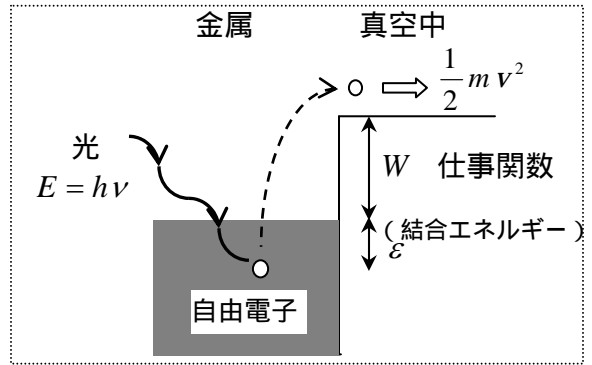 金属 真空中
1/2 m v²
光
E = hν
W 仕事関数
(結合エネルギー)
ε
自由電子